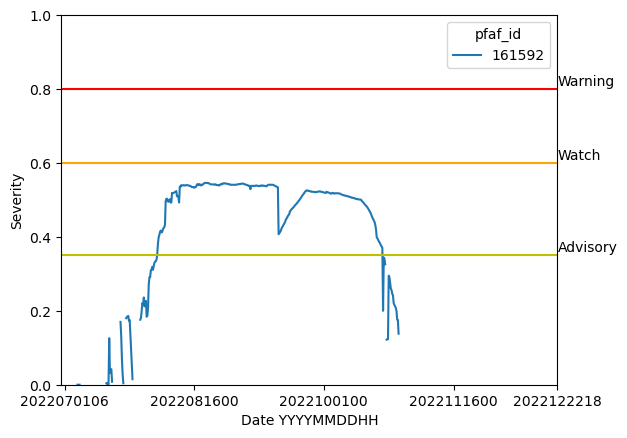 1.0
pfaf_id
161592
Warning
0.8
Watch
0.6
Severity
0.4
Advisory
0.2
0.0
2022070106 2022081600 2022100100 2022111600 2022122218
Date YYYYMMDDHH